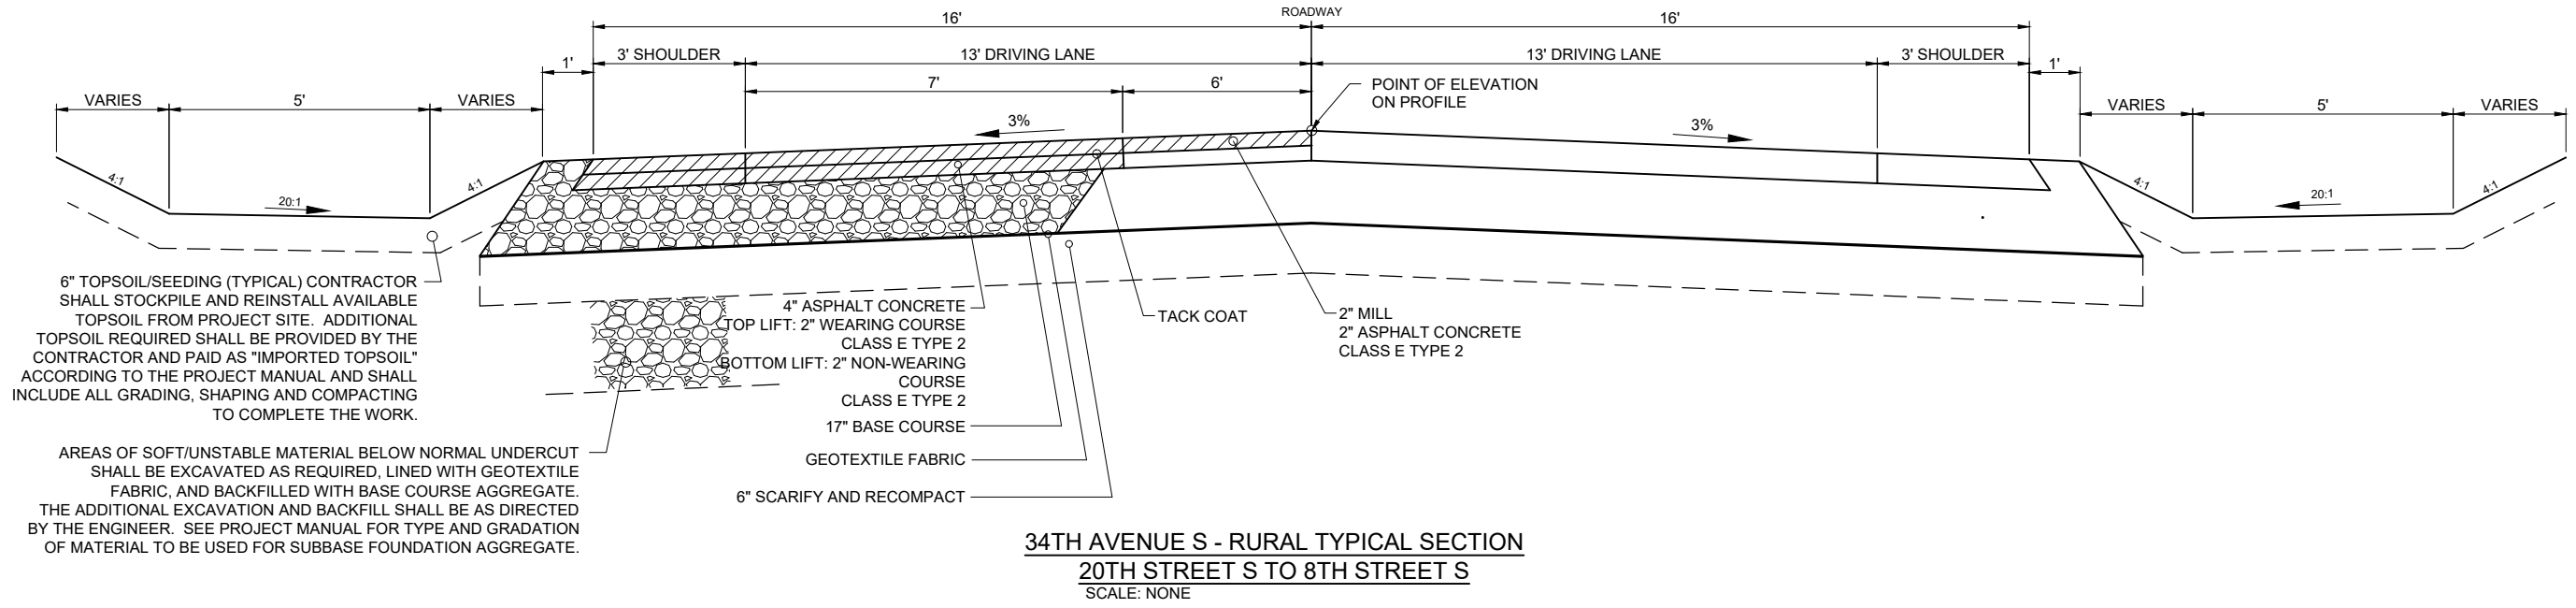 ROADWAY
16'
16'
1'
3' SHOULDER
13' DRIVING LANE
13' DRIVING LANE
3' SHOULDER
1'
7'
6'
POINT OF ELEVATION
ON PROFILE
VARIES
5'
VARIES
VARIES
5'
VARIES
3%
3%
4:1
20:1
4:1
4:1
20:1
4:1
6" TOPSOIL/SEEDING (TYPICAL) CONTRACTOR
SHALL STOCKPILE AND REINSTALL AVAILABLE
TOPSOIL FROM PROJECT SITE. ADDITIONAL
TOPSOIL REQUIRED SHALL BE PROVIDED BY THE
CONTRACTOR AND PAID AS "IMPORTED TOPSOIL"
ACCORDING TO THE PROJECT MANUAL AND SHALL
INCLUDE ALL GRADING, SHAPING AND COMPACTING
TO COMPLETE THE WORK.
4" ASPHALT CONCRETE
TOP LIFT: 2" WEARING COURSE
CLASS E TYPE 2
BOTTOM LIFT: 2" NON-WEARING
COURSE
CLASS E TYPE 2
17" BASE COURSE
GEOTEXTILE FABRIC
6" SCARIFY AND RECOMPACT
TACK COAT
2" MILL
2" ASPHALT CONCRETE
CLASS E TYPE 2
AREAS OF SOFT/UNSTABLE MATERIAL BELOW NORMAL UNDERCUT
SHALL BE EXCAVATED AS REQUIRED, LINED WITH GEOTEXTILE
FABRIC, AND BACKFILLED WITH BASE COURSE AGGREGATE.
THE ADDITIONAL EXCAVATION AND BACKFILL SHALL BE AS DIRECTED
BY THE ENGINEER. SEE PROJECT MANUAL FOR TYPE AND GRADATION
OF MATERIAL TO BE USED FOR SUBBASE FOUNDATION AGGREGATE.
34TH AVENUE S - RURAL TYPICAL SECTION
20TH STREET S TO 8TH STREET S
SCALE: NONE